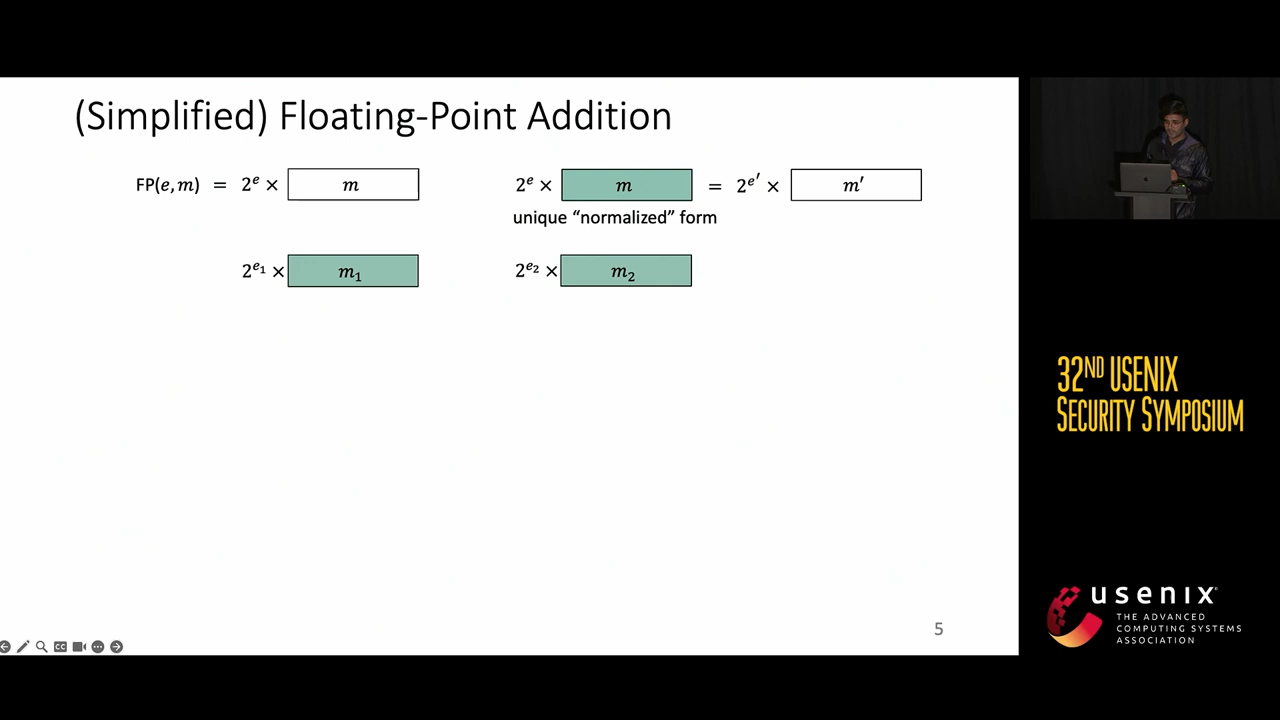 (Simplified) Floating-Point Addition
FP(e, m) = 2^e × m
2^e × m = 2^e′ × m′
unique “normalized” form
2^e₁ × m₁
2^e₂ × m₂
5
32ND USENIX
SECURITY SYMPOSIUM
usenix
THE ADVANCED
COMPUTING SYSTEMS
ASSOCIATION